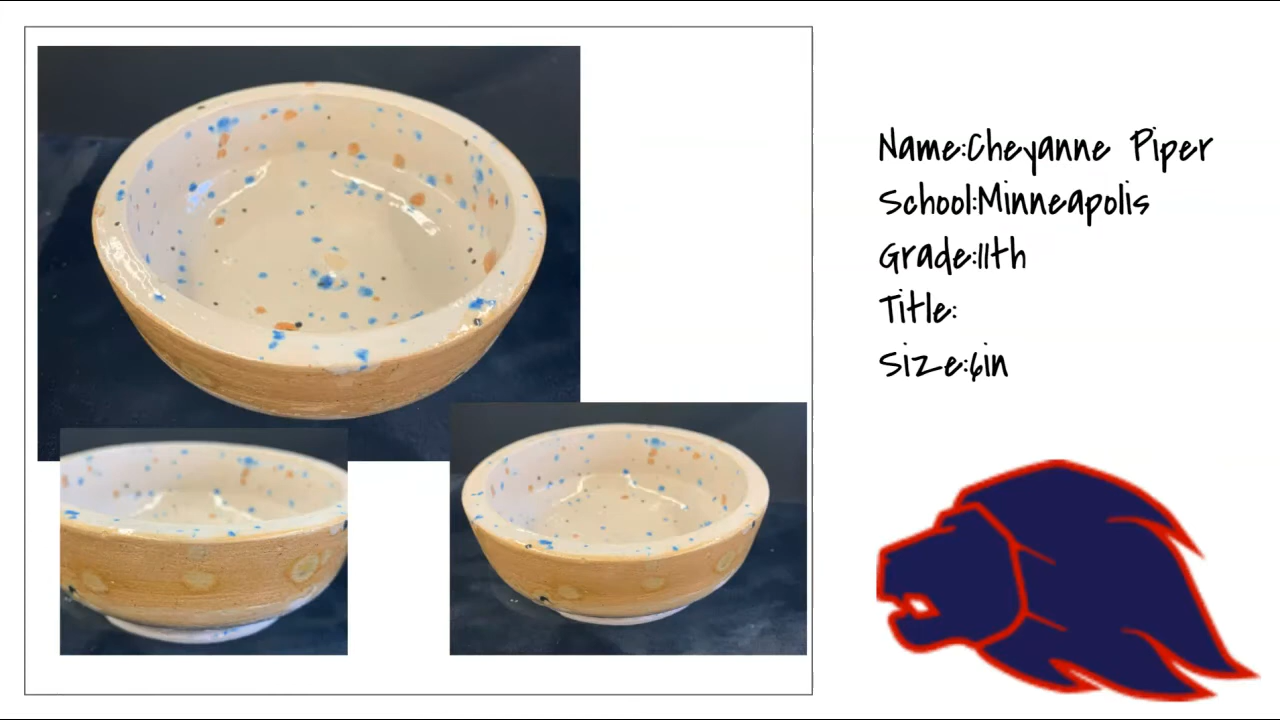 Name:Cheyanne Piper
School:Minneapolis
Grade:11th
Title:
Size:6in